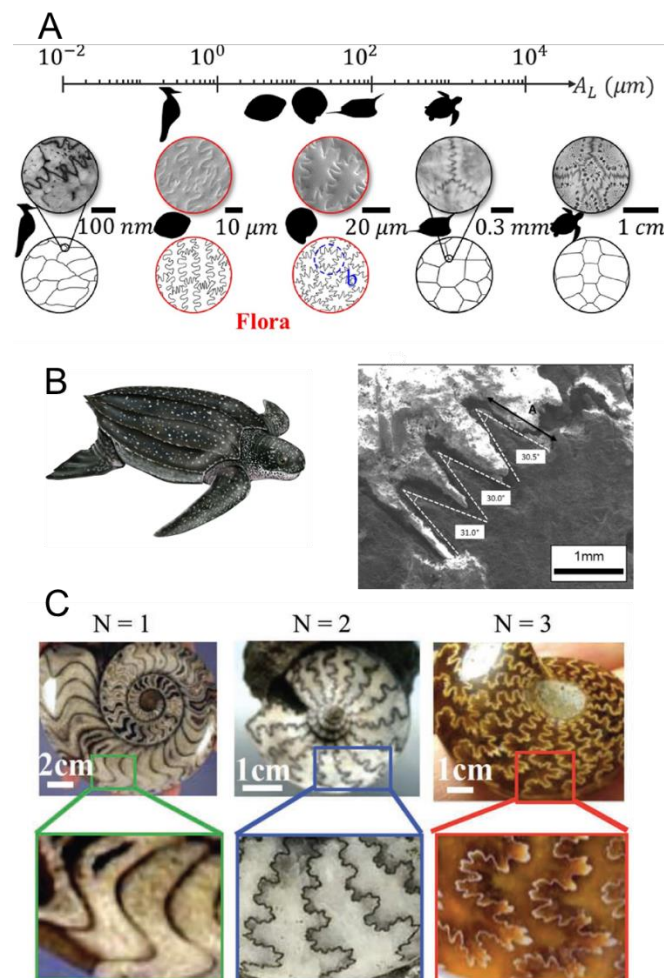 A
10⁻² 10⁰ 10² 10⁴
A_L (μm)
100 nm 10 μm 20 μm 0.3 mm 1 cm
b
Flora
B
A
30.5°
30.0°
31.0°
1mm
C
N = 1 N = 2 N = 3
2cm 1cm 1cm